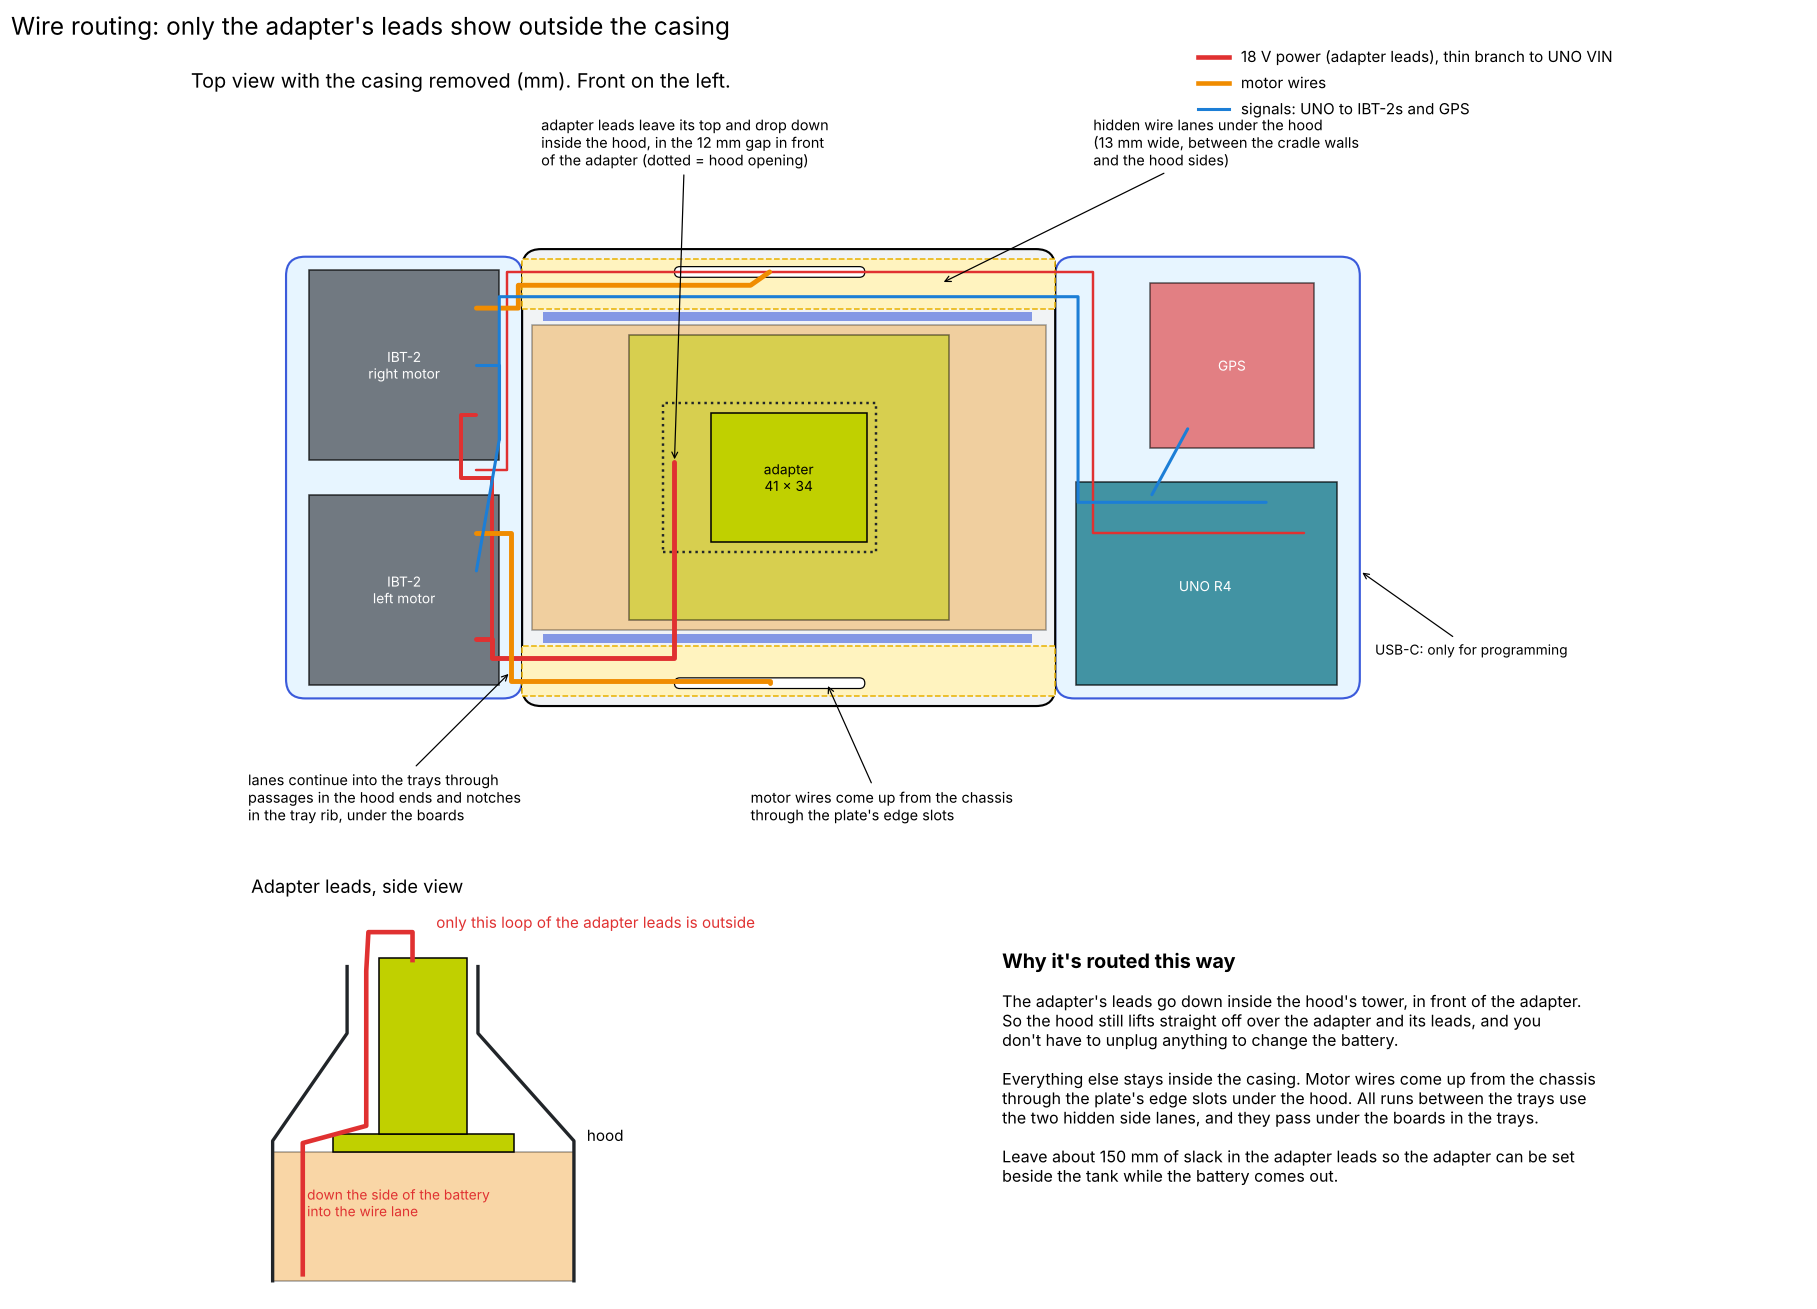 Wire routing: only the adapter's leads show outside the casing
Top view with the casing removed (mm). Front on the left.
18 V power (adapter leads), thin branch to UNO VIN
motor wires
signals: UNO to IBT-2s and GPS
adapter leads leave its top and drop down
inside the hood, in the 12 mm gap in front
of the adapter (dotted = hood opening)
hidden wire lanes under the hood
(13 mm wide, between the cradle walls
and the hood sides)
IBT-2
right motor
GPS
adapter
41 × 34
IBT-2
left motor
UNO R4
USB-C: only for programming
lanes continue into the trays through
passages in the hood ends and notches
in the tray rib, under the boards
motor wires come up from the chassis
through the plate's edge slots
Adapter leads, side view
only this loop of the adapter leads is outside
hood
down the side of the battery
into the wire lane
Why it's routed this way
The adapter's leads go down inside the hood's tower, in front of the adapter.
So the hood still lifts straight off over the adapter and its leads, and you
don't have to unplug anything to change the battery.
Everything else stays inside the casing. Motor wires come up from the chassis
through the plate's edge slots under the hood. All runs between the trays use
the two hidden side lanes, and they pass under the boards in the trays.
Leave about 150 mm of slack in the adapter leads so the adapter can be set
beside the tank while the battery comes out.